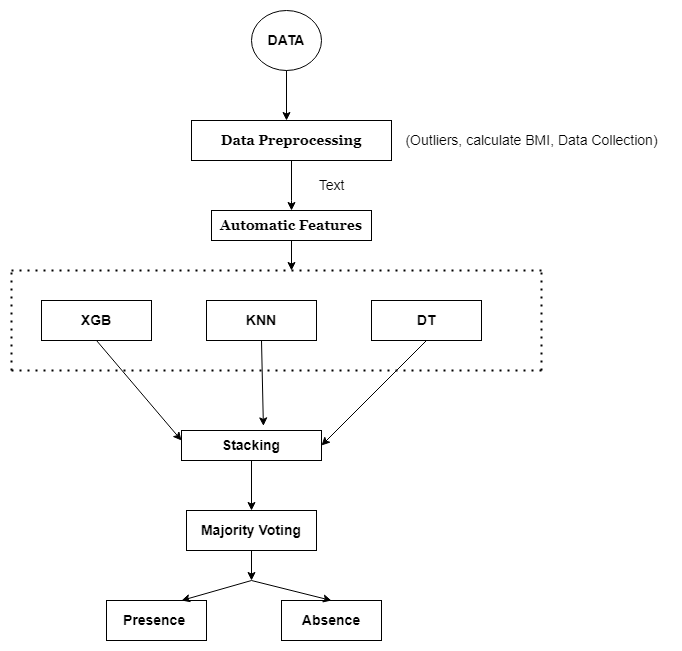 DATA
Data Preprocessing
(Outliers, calculate BMI, Data Collection)
Text
Automatic Features
XGB
KNN
DT
Stacking
Majority Voting
Presence
Absence